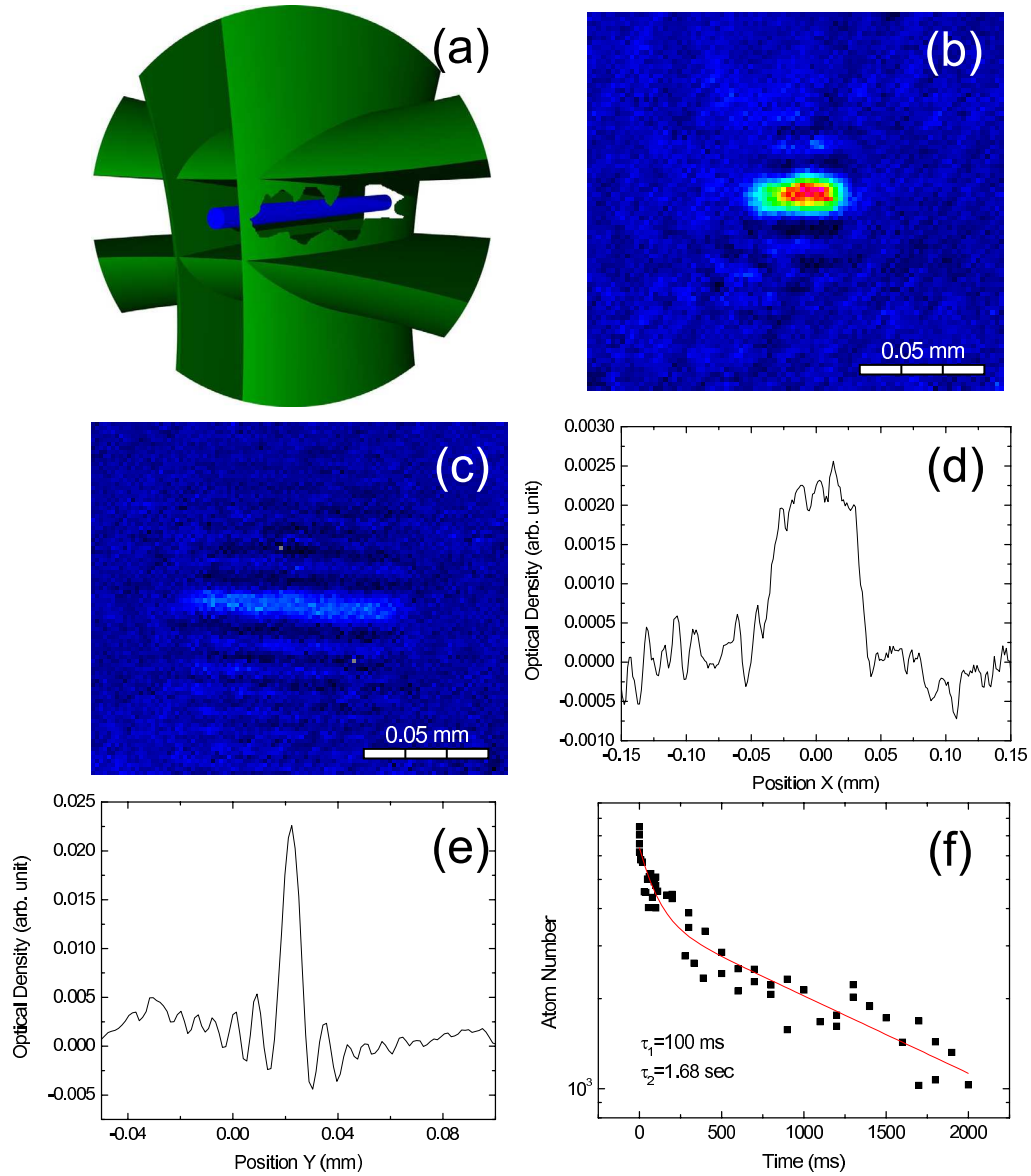 (a)
(b)
0.05 mm
(c)
0.05 mm
(d)
0.0030
0.0025
0.0020
0.0015
0.0010
0.0005
0.0000
-0.0005
-0.0010
Optical Density (arb. unit)
-0.15
-0.10
-0.05
0.00
0.05
0.10
0.15
Position X (mm)
(e)
0.025
0.020
0.015
0.010
0.005
0.000
-0.005
Optical Density (arb. unit)
-0.04
0.00
0.04
0.08
Position Y (mm)
(f)
Atom Number
10³
τ₁=100 ms
τ₂=1.68 sec
0
500
1000
1500
2000
Time (ms)